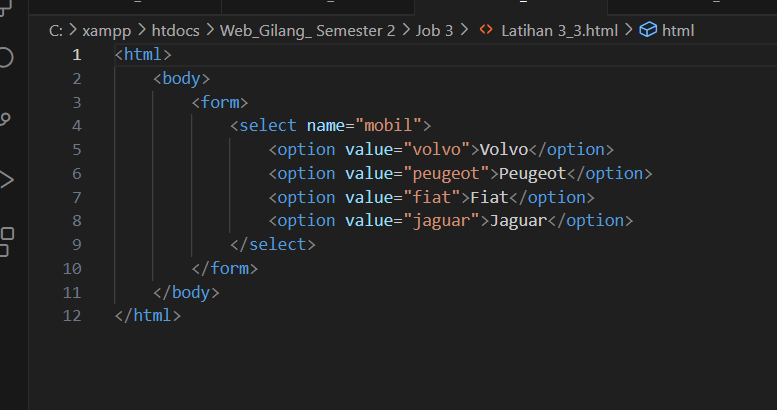 C: > xampp > htdocs > Web_Gilang_ Semester 2 > Job 3 > <> Latihan 3_3.html > html
1 <html>
2     <body>
3         <form>
4             <select name="mobil">
5                 <option value="volvo">Volvo</option>
6                 <option value="peugeot">Peugeot</option>
7                 <option value="fiat">Fiat</option>
8                 <option value="jaguar">Jaguar</option>
9             </select>
10         </form>
11     </body>
12 </html>